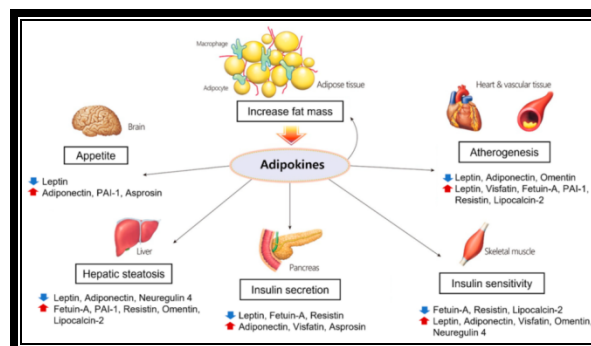 Macrophage
Adipocyte
Adipose tissue
Increase fat mass
Heart & vascular tissue
Brain
Appetite
Adipokines
Atherogenesis
Leptin
Adiponectin, PAI-1, Asprosin
Leptin, Adiponectin, Omentin
Leptin, Visfatin, Fetuin-A, PAI-1,
Resistin, Lipocalin-2
Liver
Hepatic steatosis
Pancreas
Insulin secretion
Skeletal muscle
Insulin sensitivity
Leptin, Adiponectin, Neuregulin 4
Fetuin-A, PAI-1, Resistin, Omentin,
Lipocalin-2
Leptin, Fetuin-A, Resistin
Adiponectin, Visfatin, Asprosin
Fetuin-A, Resistin, Lipocalin-2
Leptin, Adiponectin, Visfatin, Omentin,
Neuregulin 4